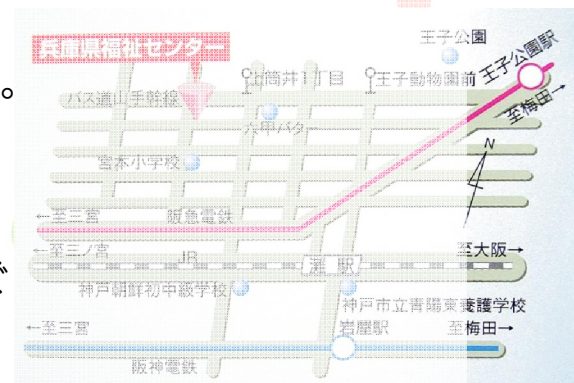 王子公園
兵庫県福祉センター
王子公園駅
上筒井1丁目
王子動物園前
バス道山手幹線
至梅田→
六甲バター
N
宮本小学校
←至三宮
阪急電鉄
←至三ノ宮
JR
至大阪→
灘駅
神戸朝鮮初中級学校
神戸市立青陽東養護学校
←至三宮
岩屋駅
至梅田→
阪神電鉄